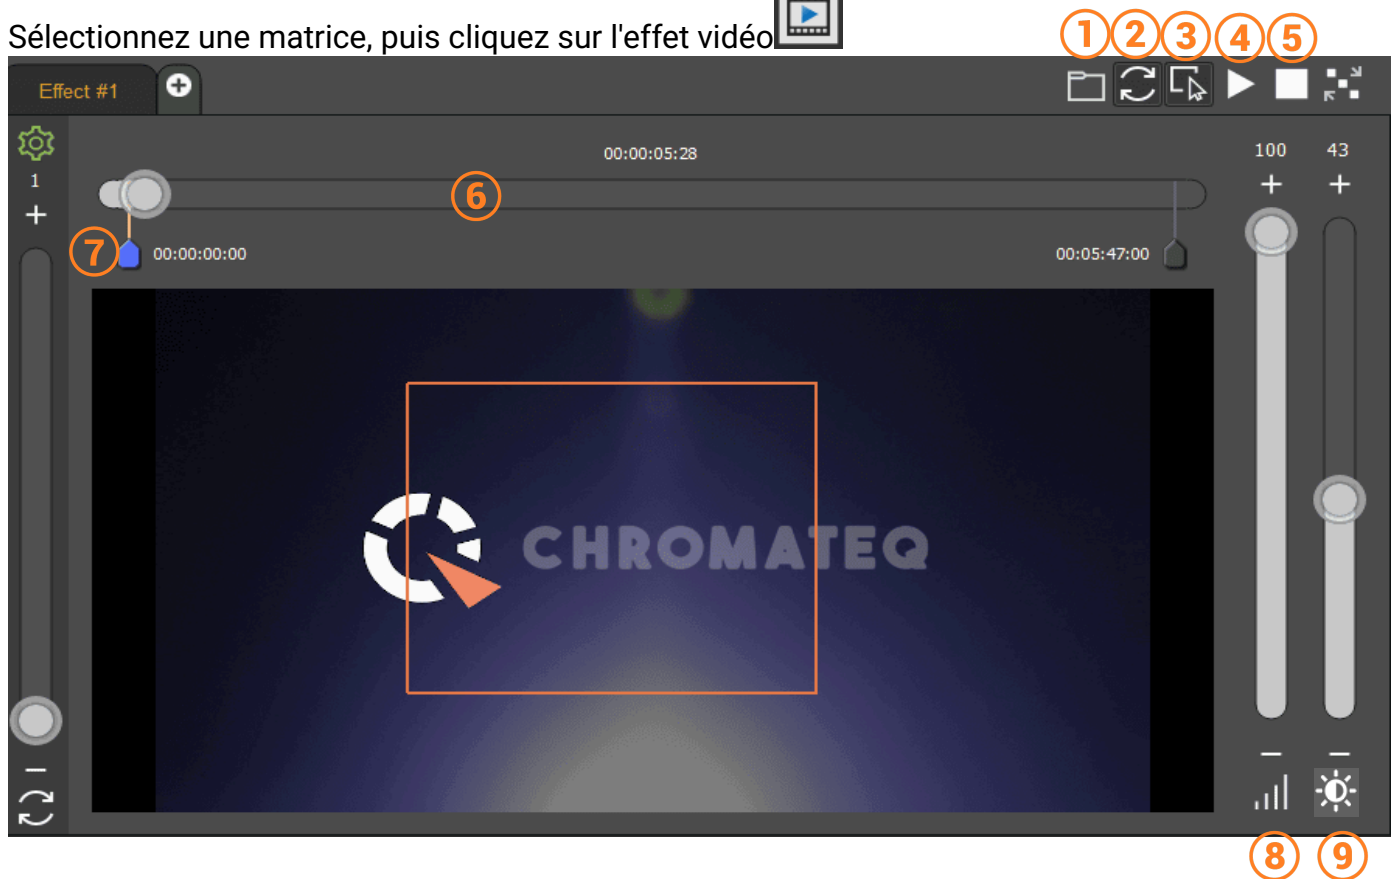 Sélectionnez une matrice, puis cliquez sur l'effet vidéo
1 2 3 4 5
Effect #1
00:00:05:28
100 43
1
6
7
00:00:00:00
00:05:47:00
CHROMATEQ
8 9